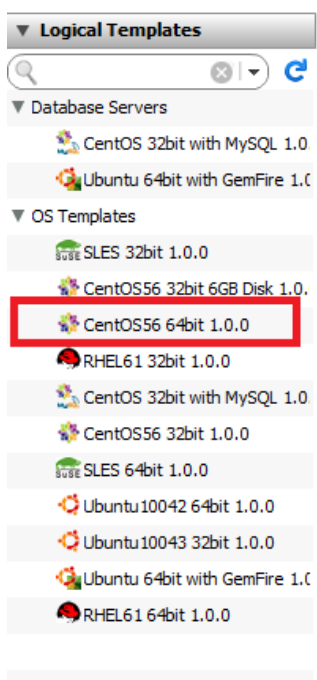 Logical Templates
Database Servers
CentOS 32bit with MySQL 1.0
Ubuntu 64bit with GemFire 1.0
OS Templates
SuSE SLES 32bit 1.0.0
CentOS56 32bit 6GB Disk 1.0.
CentOS56 64bit 1.0.0
RHEL61 32bit 1.0.0
CentOS 32bit with MySQL 1.0
CentOS56 32bit 1.0.0
SuSE SLES 64bit 1.0.0
Ubuntu10042 64bit 1.0.0
Ubuntu10043 32bit 1.0.0
Ubuntu 64bit with GemFire 1.0
RHEL61 64bit 1.0.0